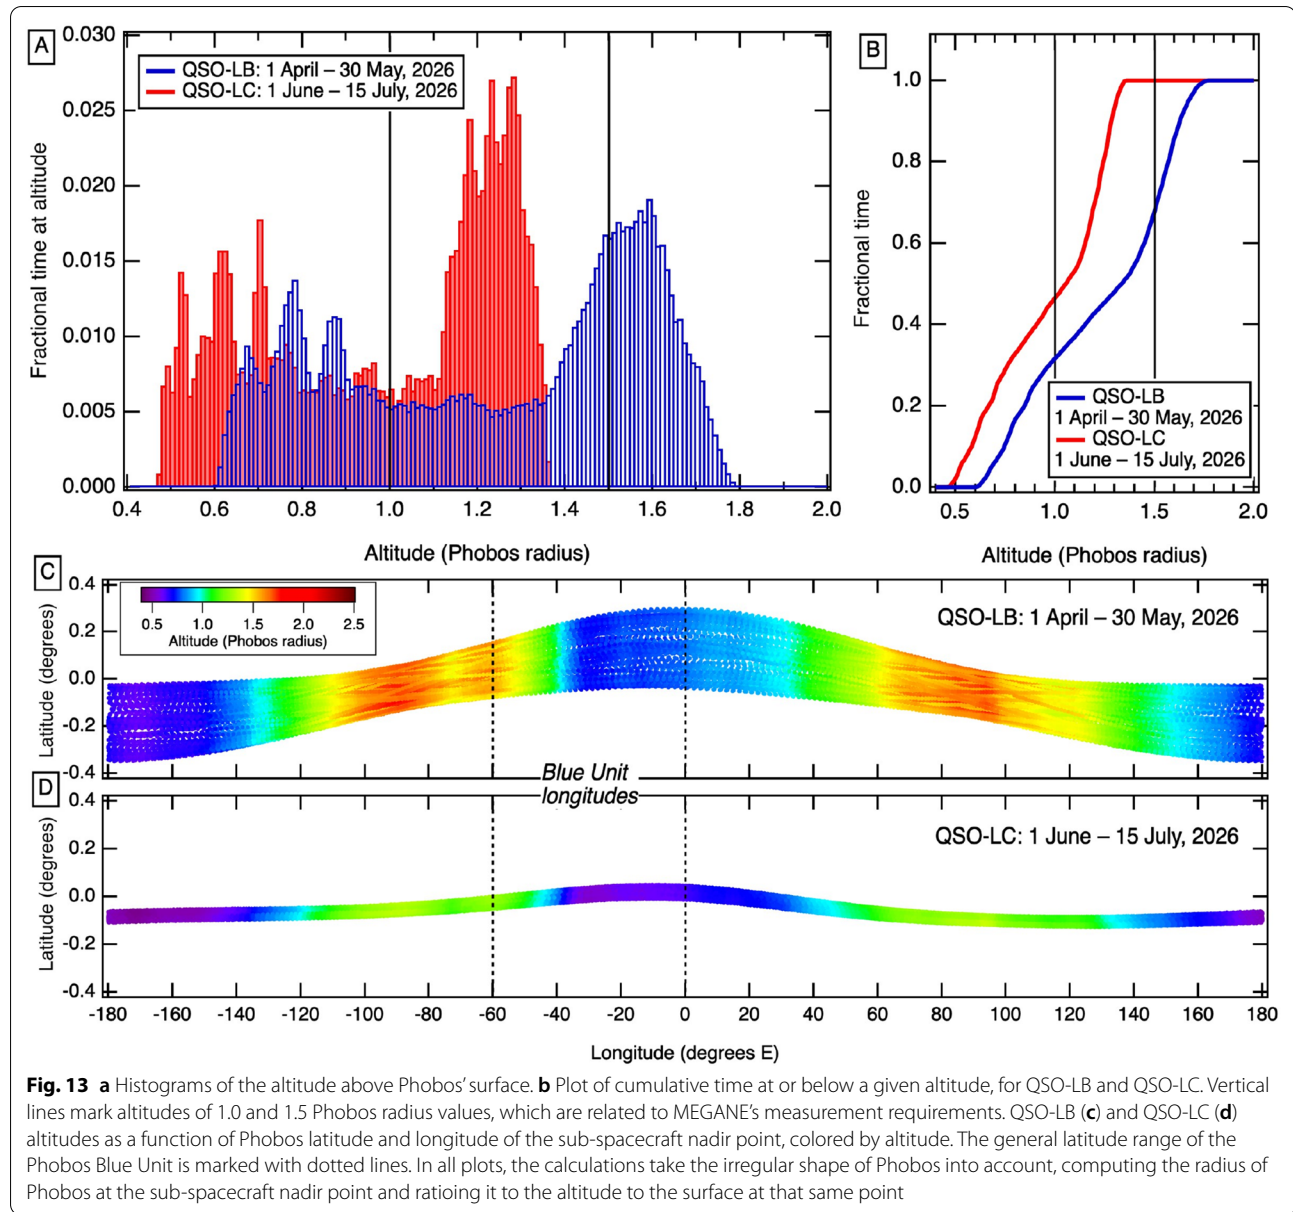 A
0.030
0.025
0.020
0.015
0.010
0.005
0.000
Fractional time at altitude
QSO-LB: 1 April – 30 May, 2026
QSO-LC: 1 June – 15 July, 2026
0.4 0.6 0.8 1.0 1.2 1.4 1.6 1.8 2.0
Altitude (Phobos radius)
B
1.0
0.8
0.6
0.4
0.2
0.0
Fractional time
QSO-LB
1 April – 30 May, 2026
QSO-LC
1 June – 15 July, 2026
0.5 1.0 1.5 2.0
Altitude (Phobos radius)
C
0.4
0.2
0.0
-0.2
-0.4
Latitude (degrees)
0.5 1.0 1.5 2.0 2.5
Altitude (Phobos radius)
QSO-LB: 1 April – 30 May, 2026
Blue Unit
longitudes
D
0.4
0.2
0.0
-0.2
-0.4
Latitude (degrees)
QSO-LC: 1 June – 15 July, 2026
-180 -160 -140 -120 -100 -80 -60 -40 -20 0 20 40 60 80 100 120 140 160 180
Longitude (degrees E)
Fig. 13 a Histograms of the altitude above Phobos’ surface. b Plot of cumulative time at or below a given altitude, for QSO-LB and QSO-LC. Vertical
lines mark altitudes of 1.0 and 1.5 Phobos radius values, which are related to MEGANE’s measurement requirements. QSO-LB (c) and QSO-LC (d)
altitudes as a function of Phobos latitude and longitude of the sub-spacecraft nadir point, colored by altitude. The general latitude range of the
Phobos Blue Unit is marked with dotted lines. In all plots, the calculations take the irregular shape of Phobos into account, computing the radius of
Phobos at the sub-spacecraft nadir point and ratioing it to the altitude to the surface at that same point